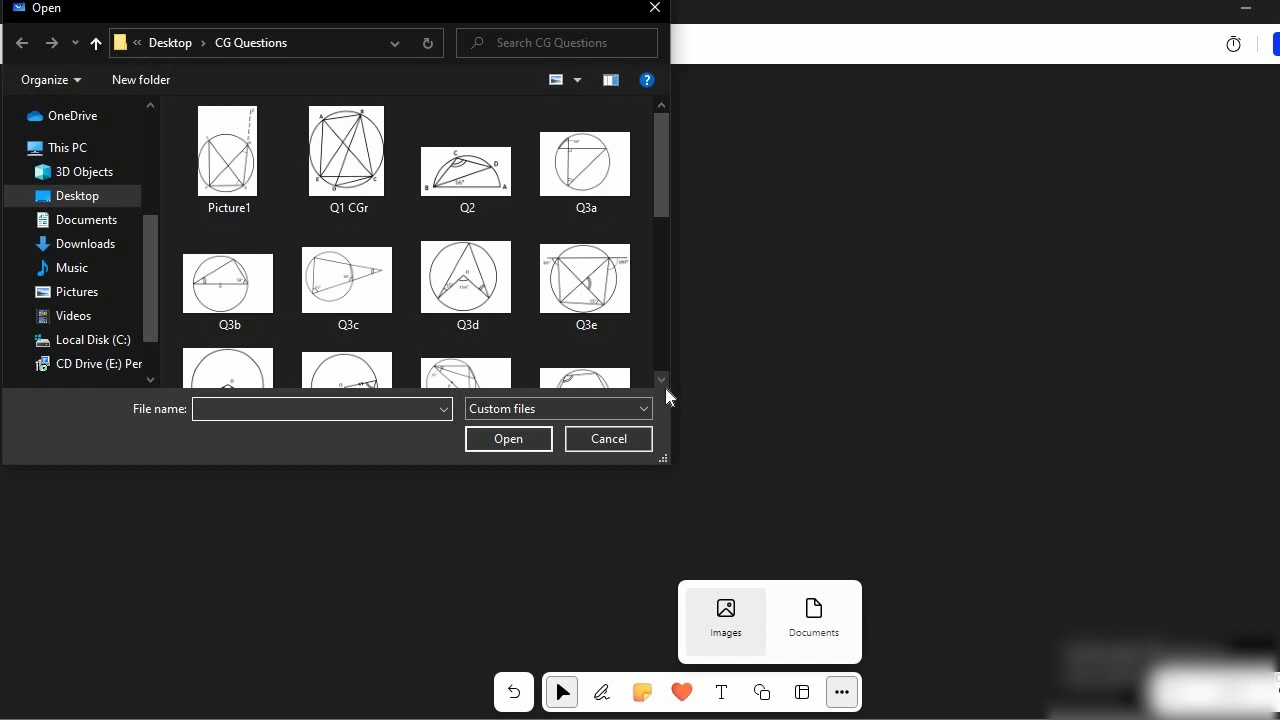 Open
Desktop
CG Questions
Search CG Questions
Organize
New folder
OneDrive
This PC
3D Objects
Desktop
Documents
Downloads
Music
Pictures
Videos
Local Disk (C:)
CD Drive (E:) Per
Picture1
Q1 CGr
Q2
Q3a
Q3b
Q3c
Q3d
Q3e
File name:
Custom files
Open
Cancel
Images
Documents